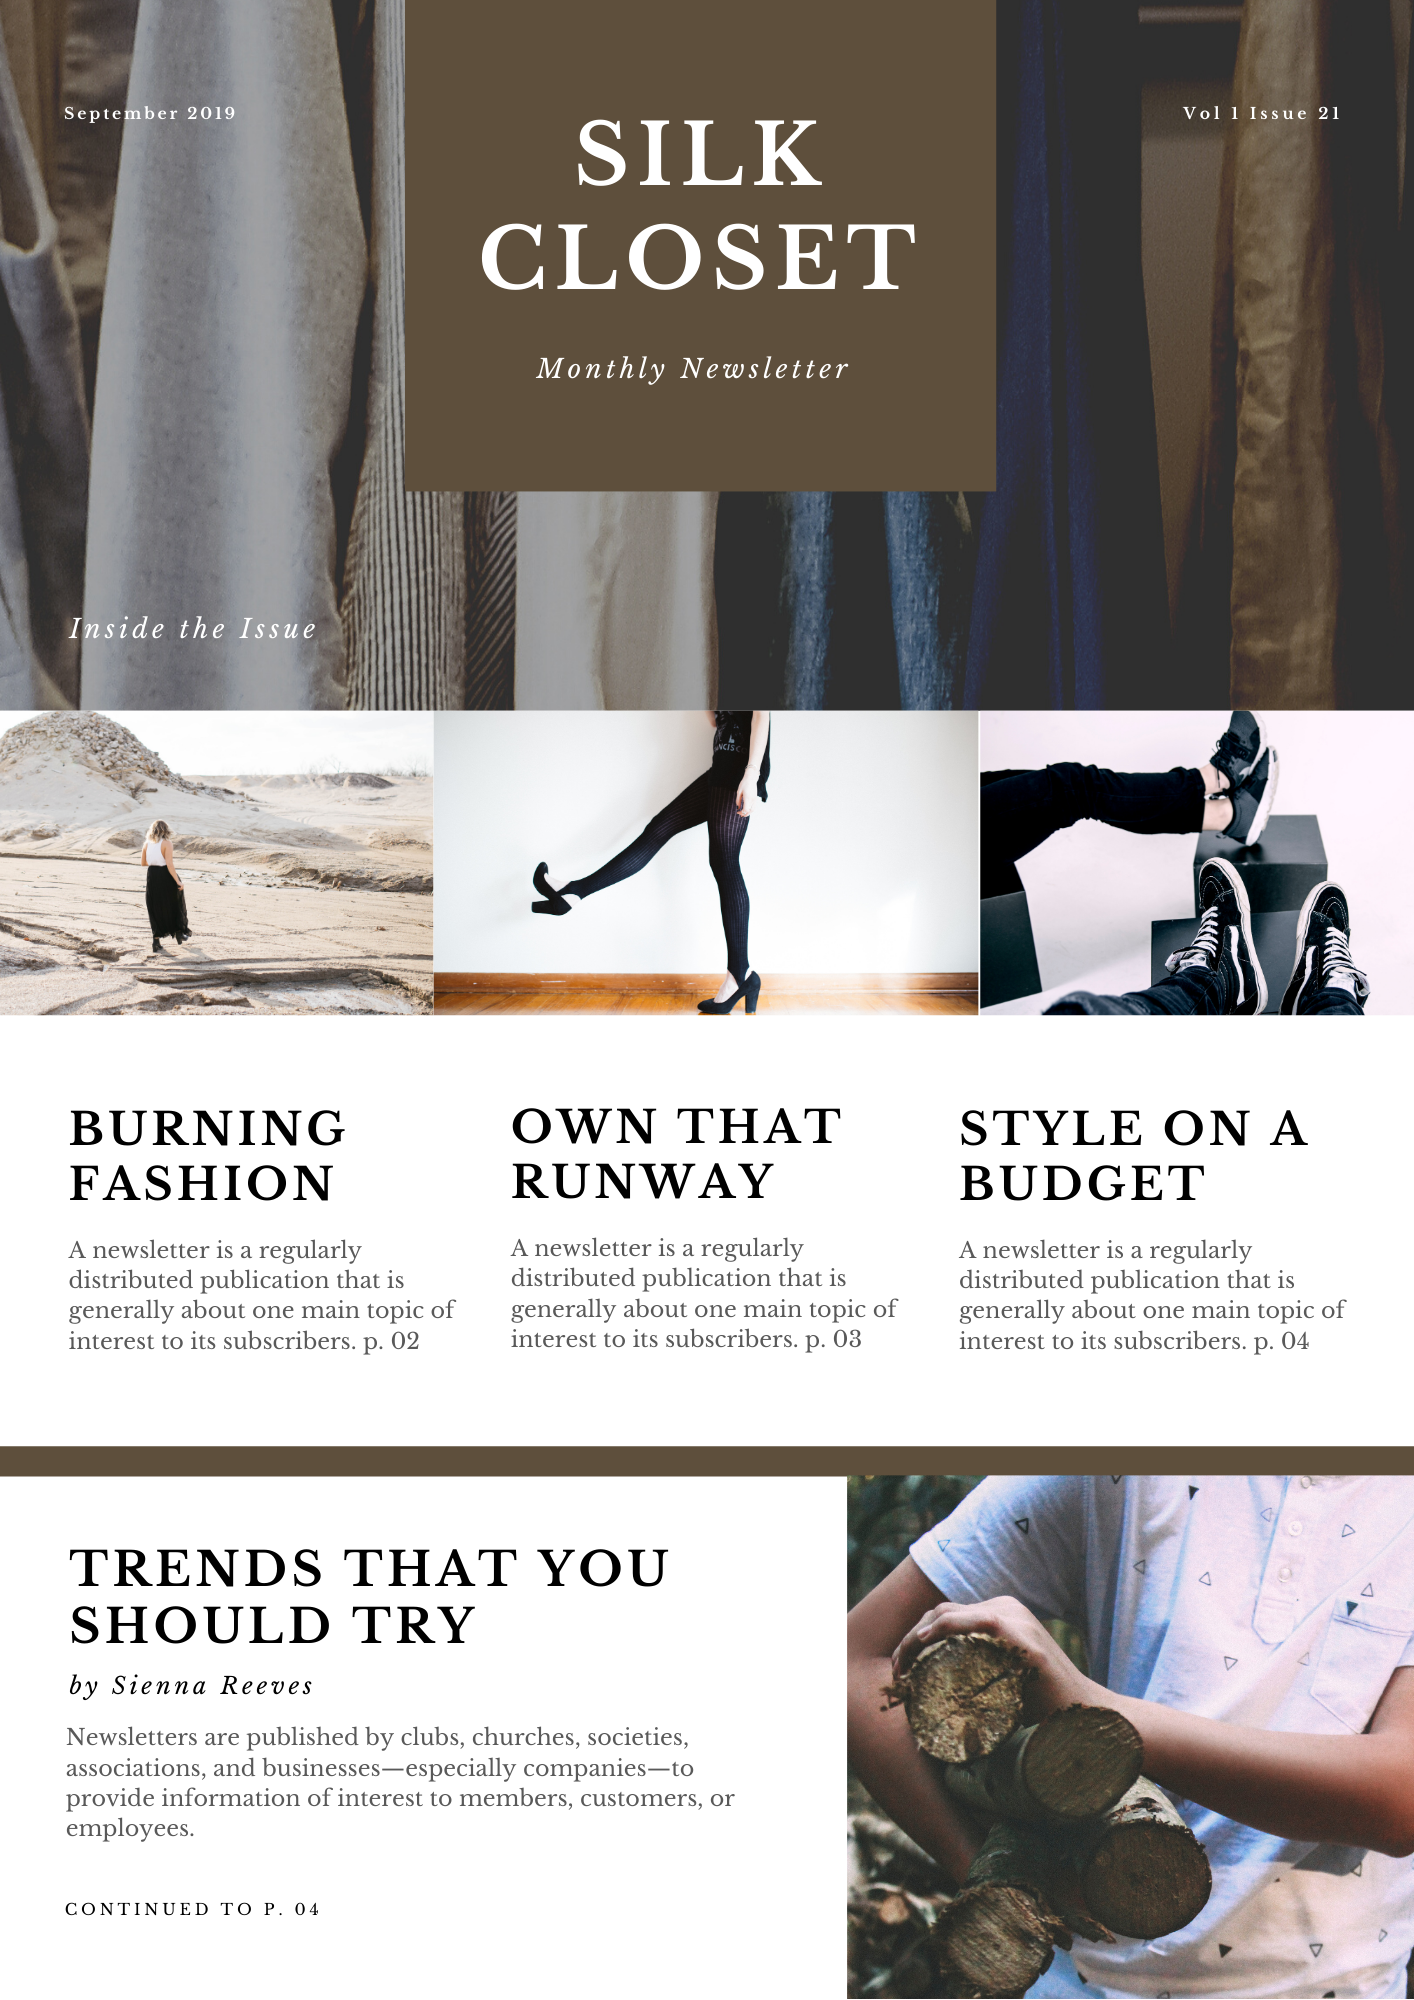 September 2019
Vol 1 Issue 21
SILK
CLOSET
Monthly Newsletter
Inside the Issue
BURNING
FASHION
A newsletter is a regularly
distributed publication that is
generally about one main topic of
interest to its subscribers. p. 02
OWN THAT
RUNWAY
A newsletter is a regularly
distributed publication that is
generally about one main topic of
interest to its subscribers. p. 03
STYLE ON A
BUDGET
A newsletter is a regularly
distributed publication that is
generally about one main topic of
interest to its subscribers. p. 04
TRENDS THAT YOU
SHOULD TRY
by Sienna Reeves
Newsletters are published by clubs, churches, societies,
associations, and businesses—especially companies—to
provide information of interest to members, customers, or
employees.
CONTINUED TO P. 04